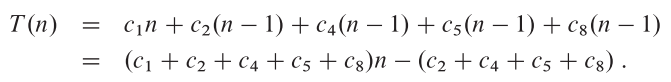 T(n) = c₁n + c₂(n − 1) + c₄(n − 1) + c₅(n − 1) + c₈(n − 1)
= (c₁ + c₂ + c₄ + c₅ + c₈)n − (c₂ + c₄ + c₅ + c₈) .